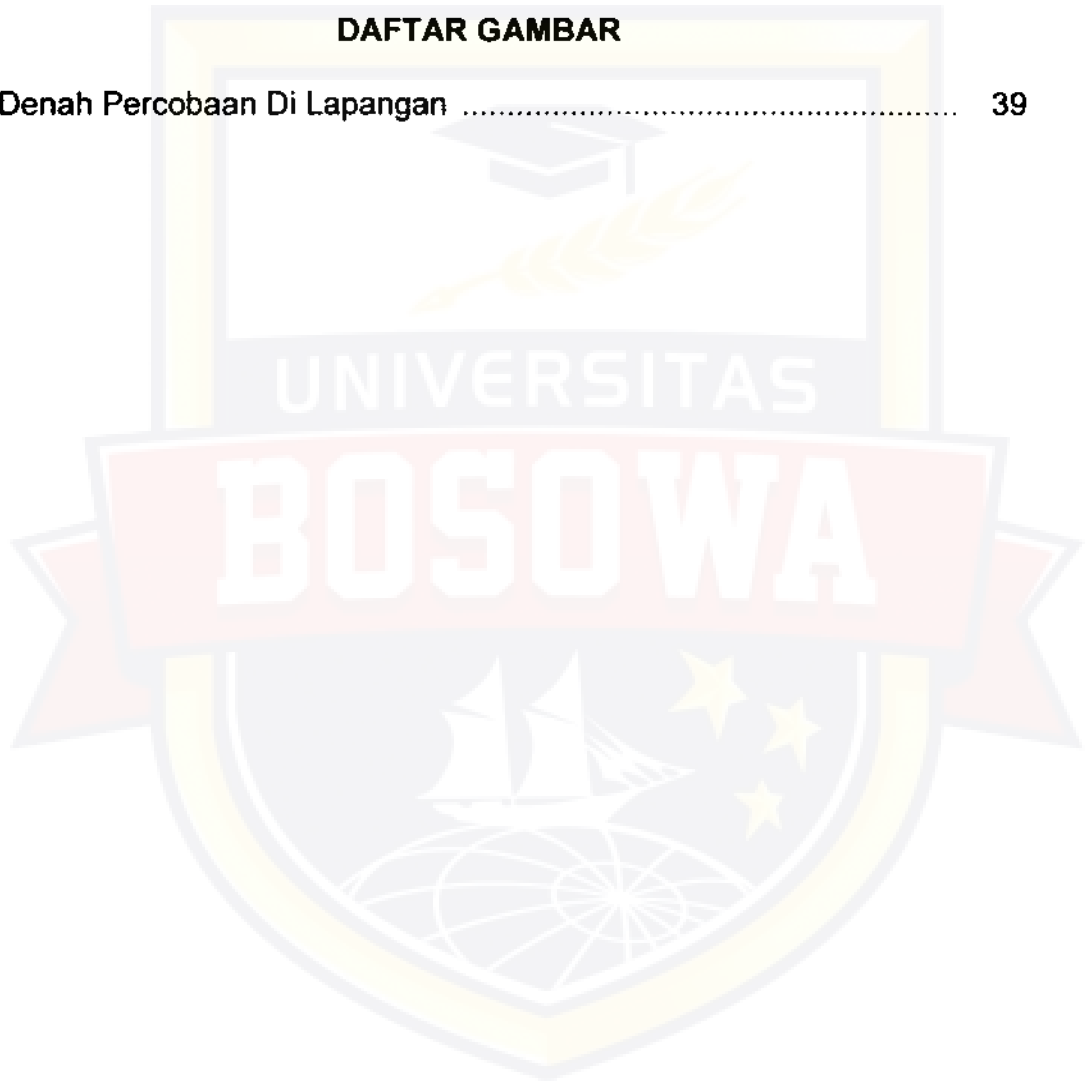 DAFTAR GAMBAR
Denah Percobaan Di Lapangan ........................................................ 39
UNIVERSITAS
BOSOWA